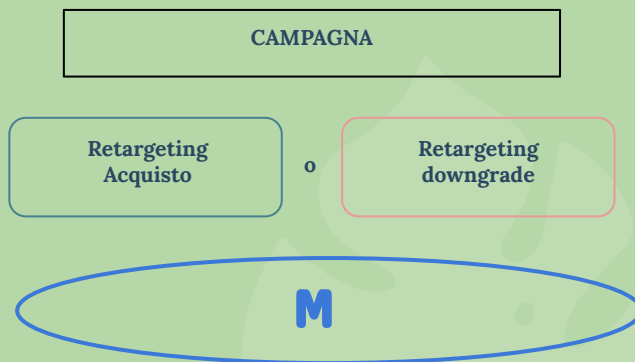 CAMPAGNA
Retargeting
Acquisto
o
Retargeting
downgrade
M